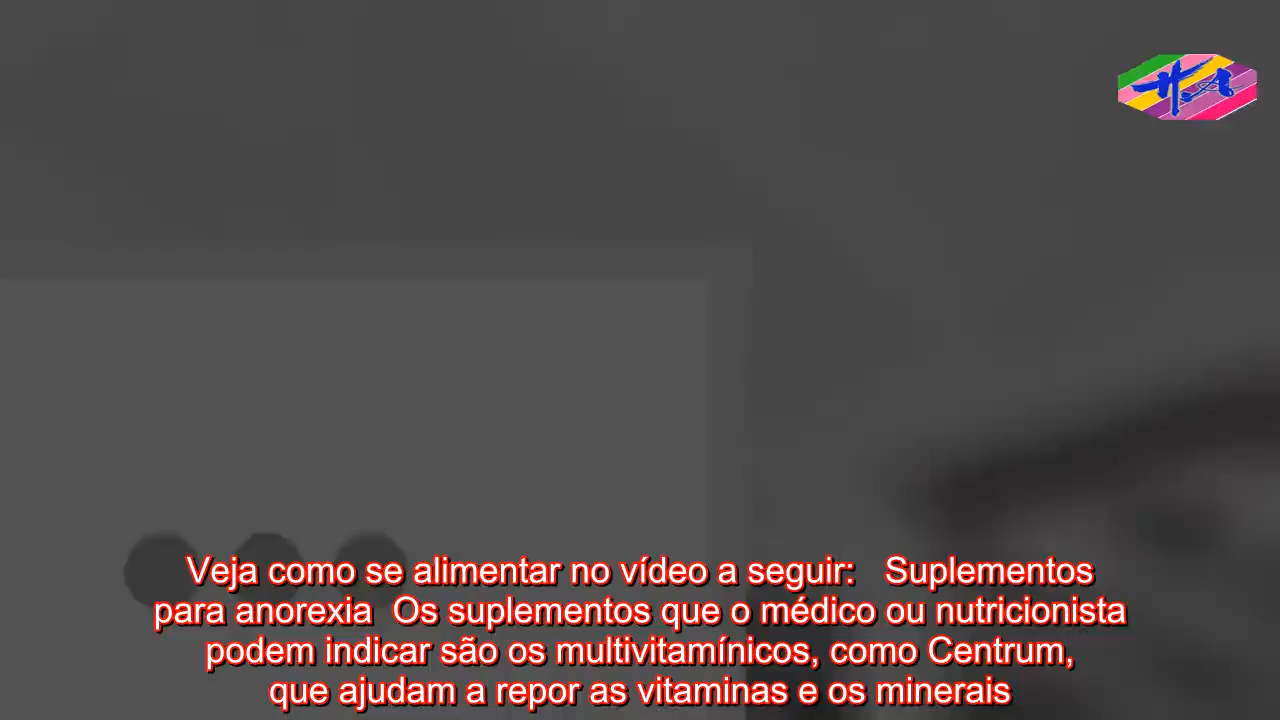 H.A
Veja como se alimentar no vídeo a seguir:   Suplementos
para anorexia  Os suplementos que o médico ou nutricionista
podem indicar são os multivitamínicos, como Centrum,
que ajudam a repor as vitaminas e os minerais